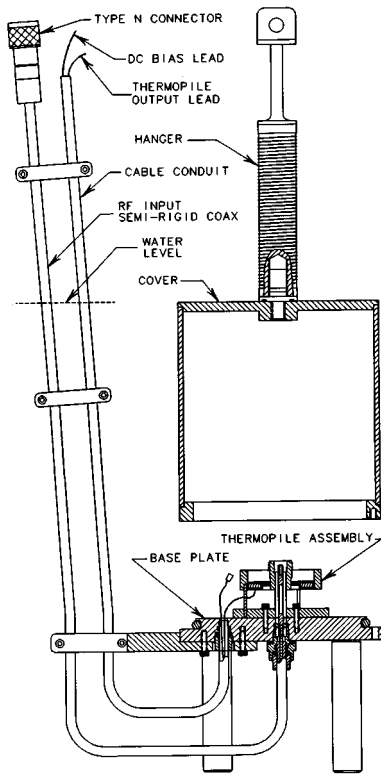 TYPE N CONNECTOR
DC BIAS LEAD
THERMOPILE
OUTPUT LEAD
HANGER
CABLE CONDUIT
RF INPUT
SEMI-RIGID COAX
WATER
LEVEL
COVER
THERMOPILE ASSEMBLY
BASE PLATE